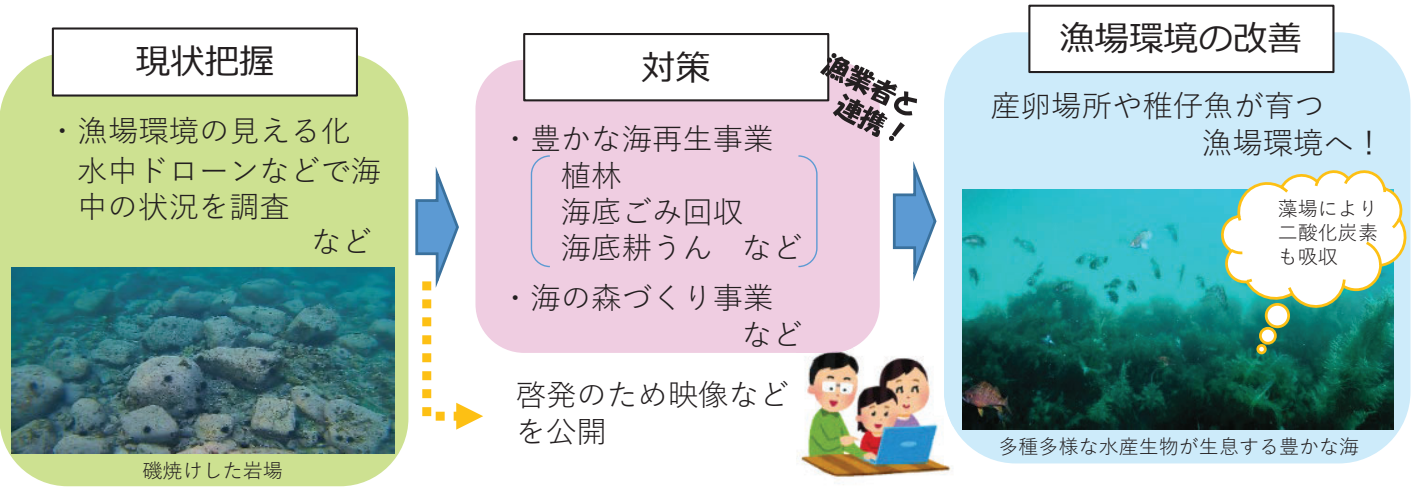 現状把握
・漁場環境の見える化
水中ドローンなどで海
中の状況を調査
など
磯焼けした岩場
対策
漁業者と
連携！
・豊かな海再生事業
植林
海底ごみ回収
海底耕うん　など
・海の森づくり事業
など
啓発のため映像など
を公開
漁場環境の改善
産卵場所や稚仔魚が育つ
漁場環境へ！
藻場により
二酸化炭素
も吸収
多種多様な水産生物が生息する豊かな海